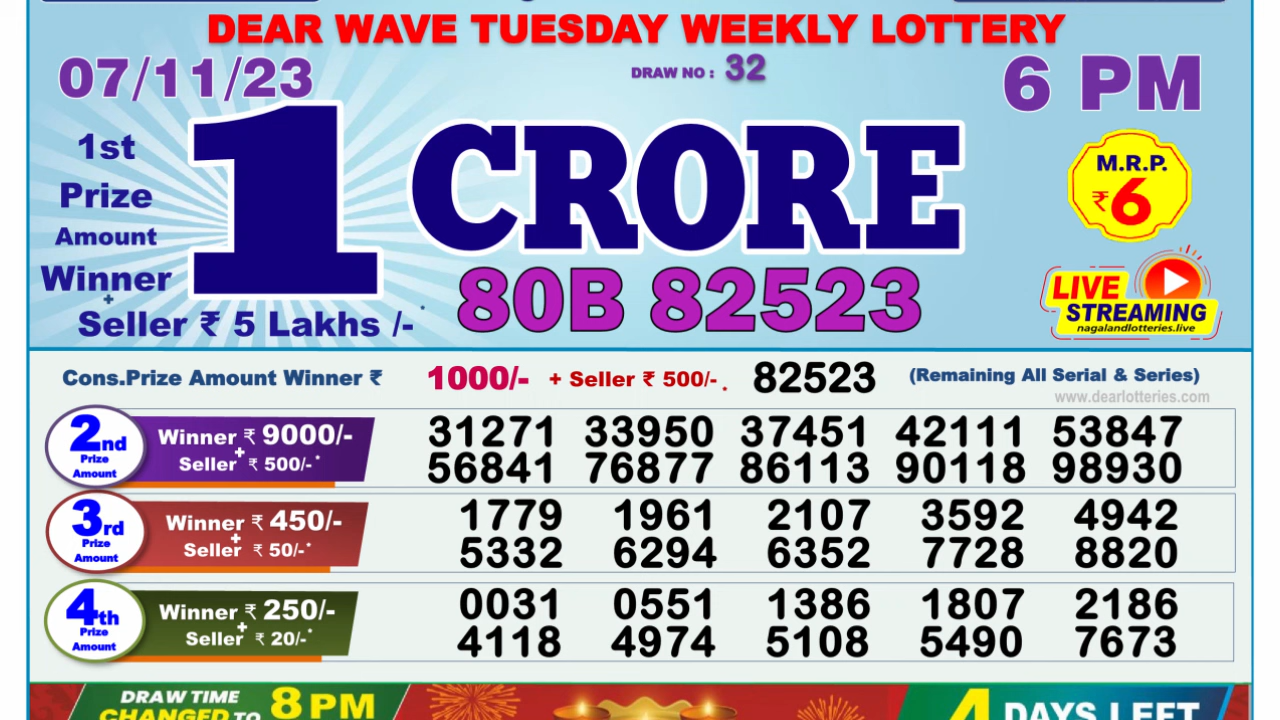 DEAR WAVE TUESDAY WEEKLY LOTTERY
07/11/23
DRAW NO : 32
6 PM
1st
Prize
Amount
Winner
+
Seller ₹ 5 Lakhs /- *
1 CRORE
80B 82523
M.R.P.
₹6
LIVE
STREAMING
nagalandlotteries.live
Cons.Prize Amount Winner ₹ 1000/- + Seller ₹ 500/- . 82523 (Remaining All Serial & Series)
www.dearlotteries.com
2nd
Prize
Amount
Winner ₹ 9000/-
+
Seller ₹ 500/- *
31271 33950 37451 42111 53847
56841 76877 86113 90118 98930
3rd
Prize
Amount
Winner ₹ 450/-
+
Seller ₹ 50/- *
1779 1961 2107 3592 4942
5332 6294 6352 7728 8820
4th
Prize
Amount
Winner ₹ 250/-
+
Seller ₹ 20/- *
0031 0551 1386 1807 2186
4118 4974 5108 5490 7673
DRAW TIME
CHANGED TO
8 PM
4 DAYS LEFT